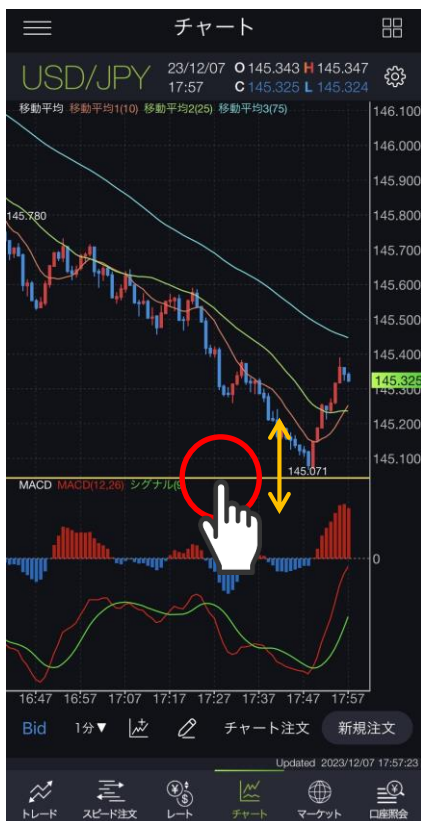 チャート
USD/JPY 23/12/07 O 145.343 H 145.347
17:57 C 145.325 L 145.324
移動平均 移動平均1(10) 移動平均2(25) 移動平均3(75)
146.100
146.000
145.900
145.800
145.780
145.700
145.600
145.500
145.400
145.325
145.300
145.200
145.100
145.071
MACD MACD(12,26) シグナル(9
0
16:47 16:57 17:07 17:17 17:27 17:37 17:47 17:57
Bid 1分▼ チャート注文 新規注文
Updated 2023/12/07 17:57:23
トレード スピード注文 レート チャート マーケット 口座照会